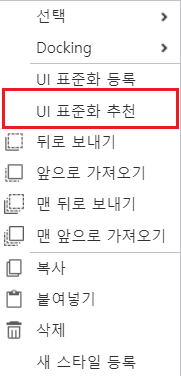 선택
Docking
UI 표준화 등록
UI 표준화 추천
뒤로 보내기
앞으로 가져오기
맨 뒤로 보내기
맨 앞으로 가져오기
복사
붙여넣기
삭제
새 스타일 등록